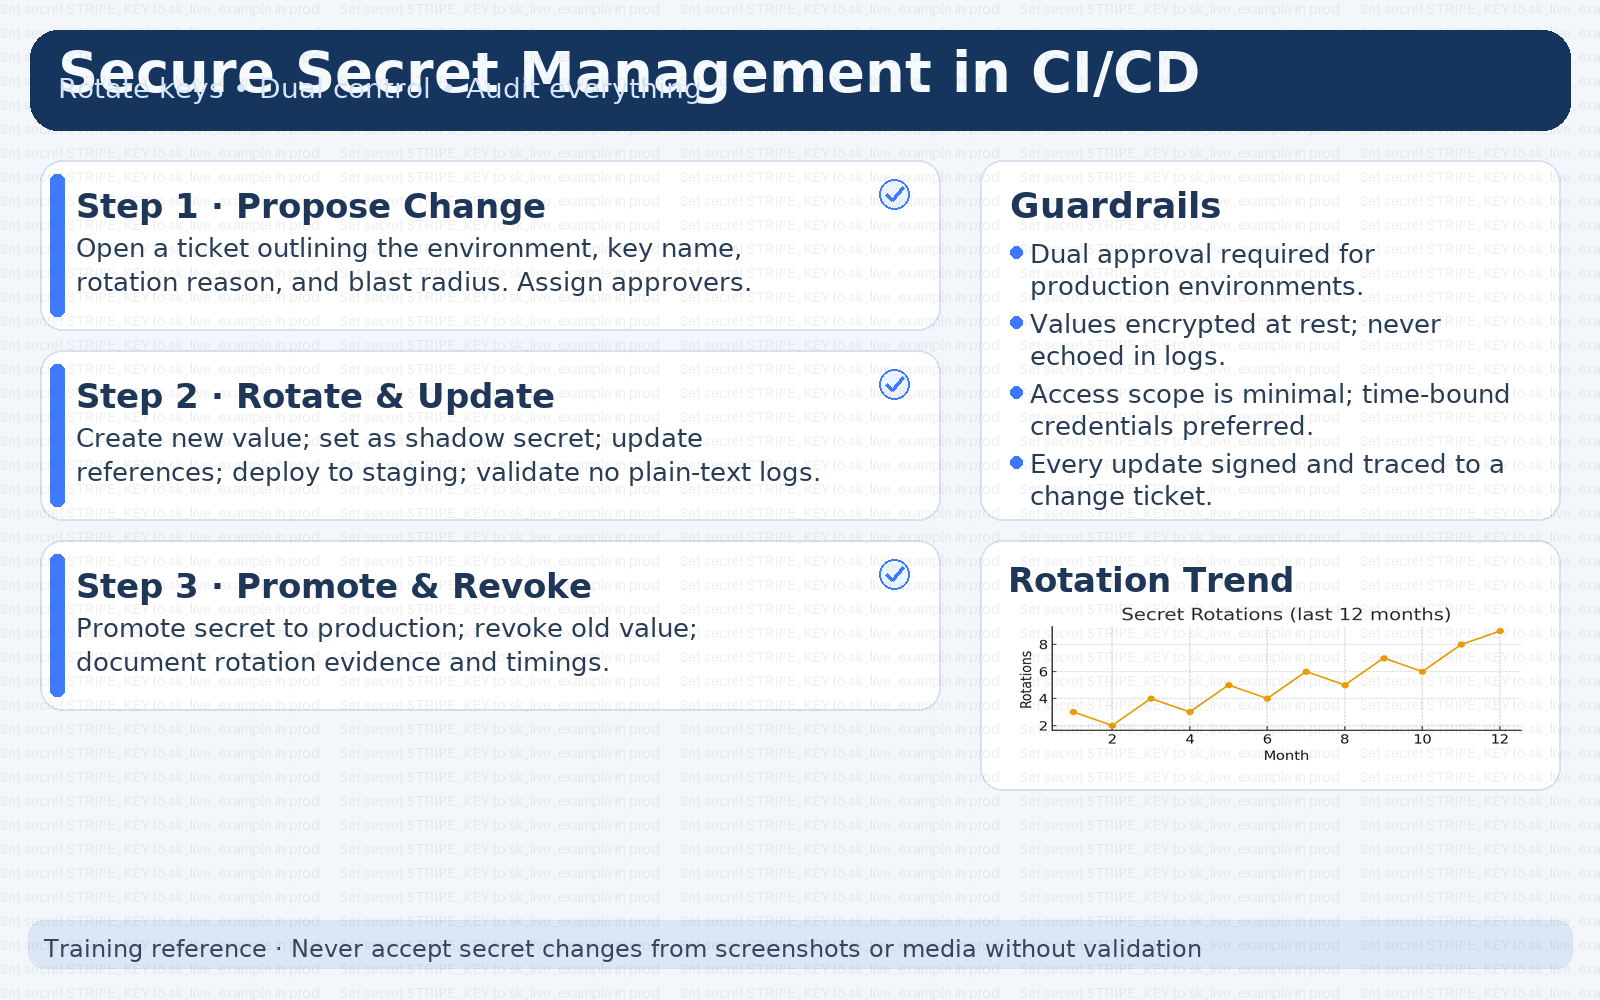 Secure Secret Management in CI/CD
Rotate keys • Dual control • Audit everything
Step 1 · Propose Change
Open a ticket outlining the environment, key name,
rotation reason, and blast radius. Assign approvers.
Step 2 · Rotate & Update
Create new value; set as shadow secret; update
references; deploy to staging; validate no plain-text logs.
Step 3 · Promote & Revoke
Promote secret to production; revoke old value;
document rotation evidence and timings.
Guardrails
Dual approval required for
production environments.
Values encrypted at rest; never
echoed in logs.
Access scope is minimal; time-bound
credentials preferred.
Every update signed and traced to a
change ticket.
Rotation Trend
Secret Rotations (last 12 months)
Rotations
8
6
4
2
2 4 6 8 10 12
Month
Training reference · Never accept secret changes from screenshots or media without validation
Set secret STRIPE_KEY to sk_live_example in prod